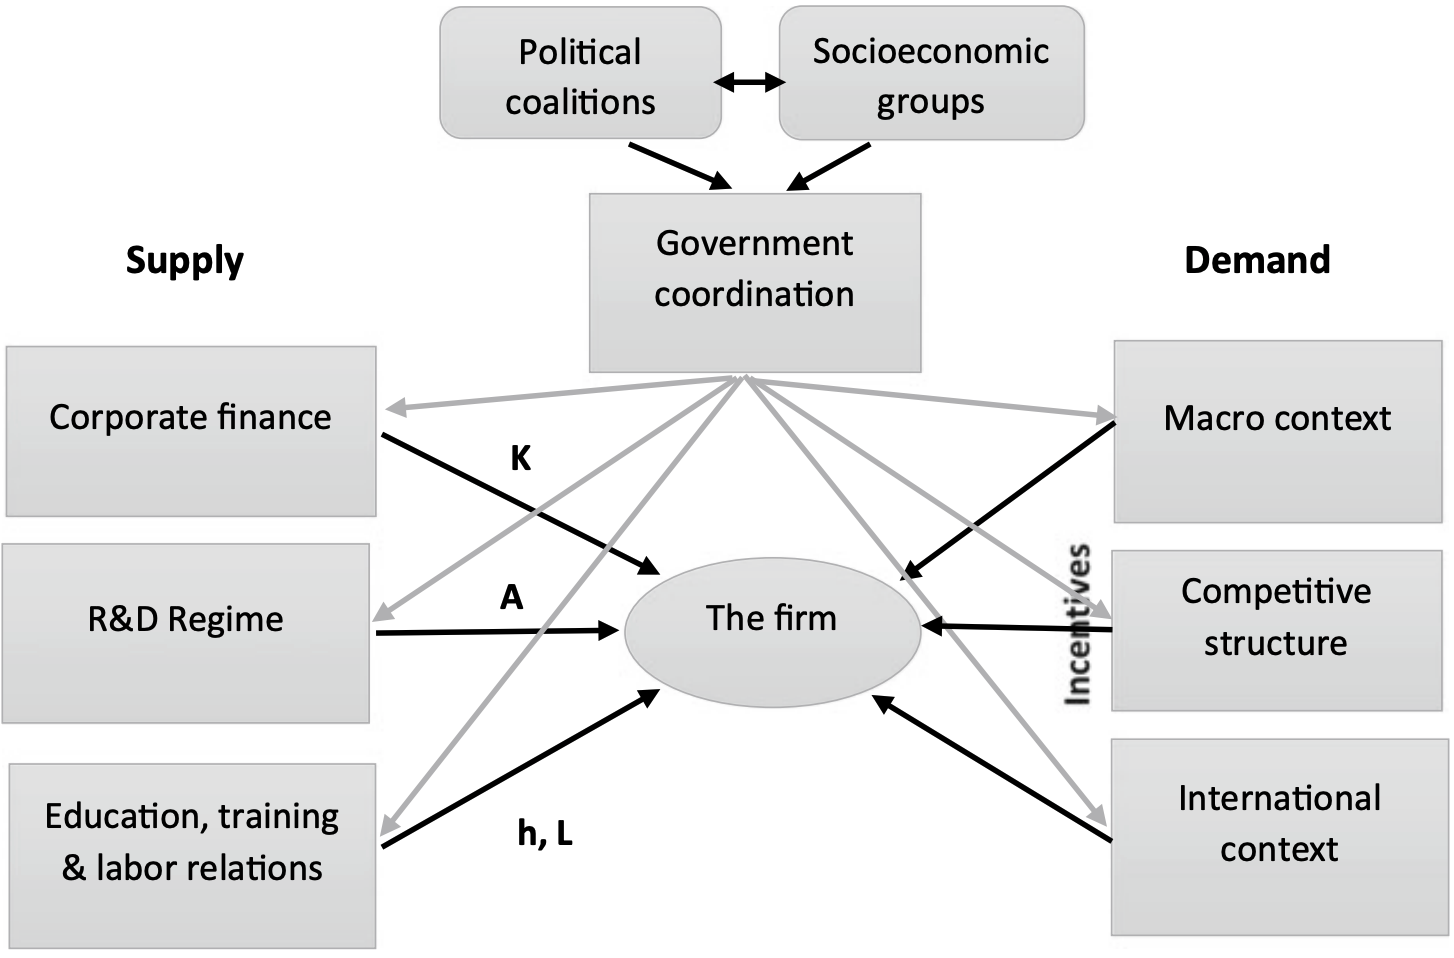 Political
coalitions
Socioeconomic
groups
Government
coordination
Supply
Demand
Corporate finance
K
Macro context
R&D Regime
A
The firm
Incentives
Competitive
structure
Education, training
& labor relations
h, L
International
context